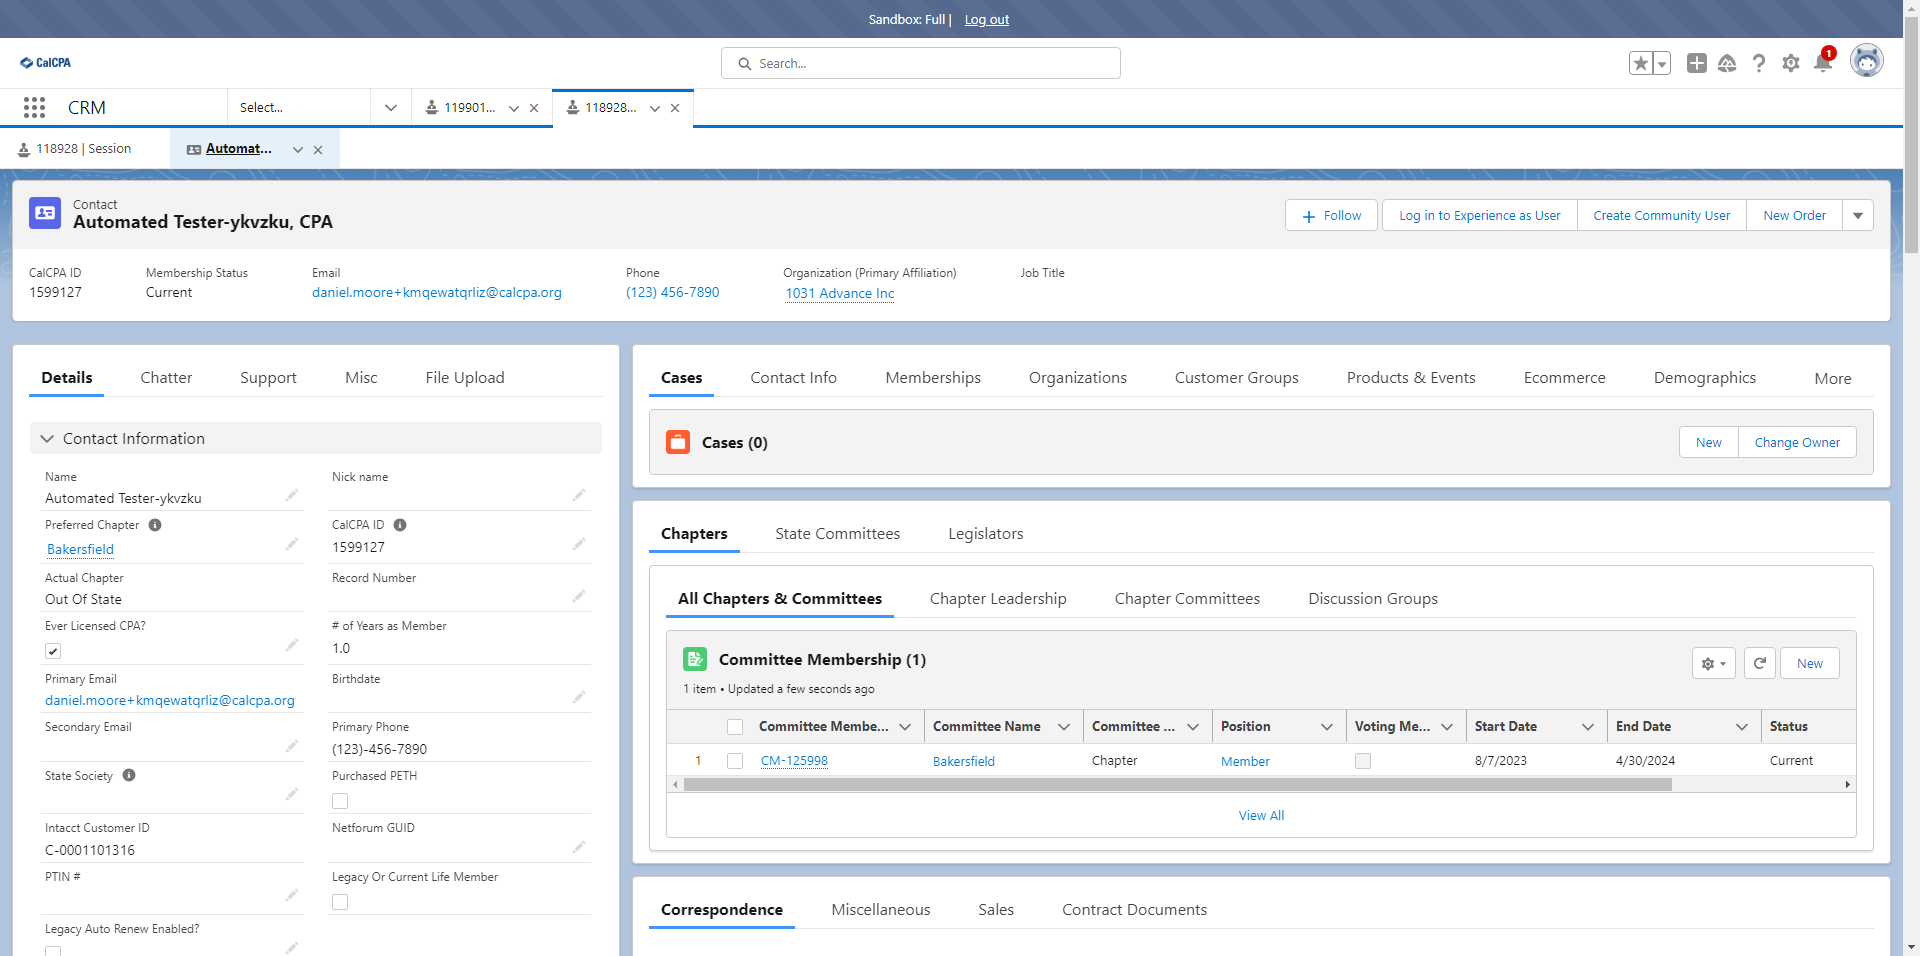 Sandbox: Full | Log out
CalCPA
Search...
1
CRM
Select...
119901...
118928...
118928 | Session
Automat...
Contact
Automated Tester-ykvzku, CPA
Follow
Log in to Experience as User
Create Community User
New Order
CalCPA ID
Membership Status
Email
Phone
Organization (Primary Affiliation)
Job Title
1599127
Current
daniel.moore+kmqewatqrliz@calcpa.org
(123) 456-7890
1031 Advance Inc
Details
Chatter
Support
Misc
File Upload
Contact Information
Name
Automated Tester-ykvzku
Nick name
Preferred Chapter
Bakersfield
CalCPA ID
1599127
Actual Chapter
Out Of State
Record Number
Ever Licensed CPA?
# of Years as Member
1.0
Primary Email
daniel.moore+kmqewatqrliz@calcpa.org
Birthdate
Secondary Email
Primary Phone
(123)-456-7890
State Society
Purchased PETH
Intacct Customer ID
C-0001101316
Netforum GUID
PTIN #
Legacy Or Current Life Member
Legacy Auto Renew Enabled?
Cases
Contact Info
Memberships
Organizations
Customer Groups
Products & Events
Ecommerce
Demographics
More
Cases (0)
New
Change Owner
Chapters
State Committees
Legislators
All Chapters & Committees
Chapter Leadership
Chapter Committees
Discussion Groups
Committee Membership (1)
1 item • Updated a few seconds ago
New
Committee Membe...
Committee Name
Committee ...
Position
Voting Me...
Start Date
End Date
Status
1
CM-125998
Bakersfield
Chapter
Member
8/7/2023
4/30/2024
Current
View All
Correspondence
Miscellaneous
Sales
Contract Documents